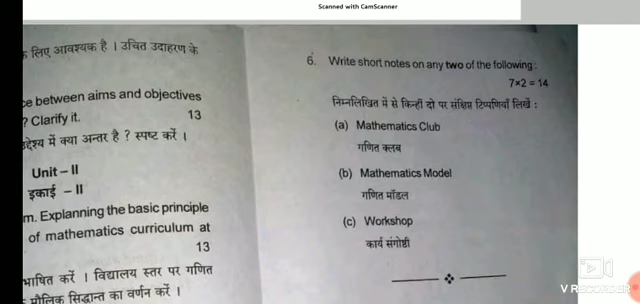 Scanned with CamScanner
के लिए आवश्यक है । उचित उदाहरण के
ce between aims and objectives
? Clarify it. 13
द्देश्य में क्या अन्तर है ? स्पष्ट करें ।
Unit – II
इकाई – II
m. Explanning the basic principle
of mathematics curriculum at
13
भाषित करें । विद्यालय स्तर पर गणित
मौलिक सिद्धान्त का वर्णन करें ।
6. Write short notes on any two of the following :
7×2 = 14
निम्नलिखित में से किन्हीं दो पर संक्षिप्त टिप्पणियाँ लिखें :
(a) Mathematics Club
गणित क्लब
(b) Mathematics Model
गणित मॉडल
(c) Workshop
कार्य संगोष्ठी
V RECORDER